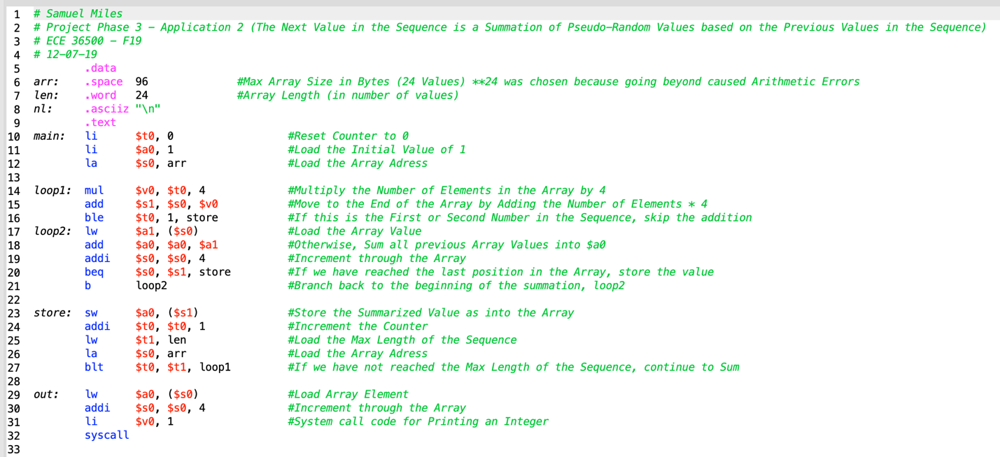 1 # Samuel Miles
2 # Project Phase 3 – Application 2 (The Next Value in the Sequence is a Summation of Pseudo-Random Values based on the Previous Values in the Sequence)
3 # ECE 36500 – F19
4 # 12-07-19
5 .data
6 arr: .space 96 #Max Array Size in Bytes (24 Values) **24 was chosen because going beyond caused Arithmetic Errors
7 len: .word 24 #Array Length (in number of values)
8 nl: .asciiz "\n"
9 .text
10 main: li $t0, 0 #Reset Counter to 0
11 li $a0, 1 #Load the Initial Value of 1
12 la $s0, arr #Load the Array Adress
13
14 loop1: mul $v0, $t0, 4 #Multiply the Number of Elements in the Array by 4
15 add $s1, $s0, $v0 #Move to the End of the Array by Adding the Number of Elements * 4
16 ble $t0, 1, store #If this is the First or Second Number in the Sequence, skip the addition
17 loop2: lw $a1, ($s0) #Load the Array Value
18 add $a0, $a0, $a1 #Otherwise, Sum all previous Array Values into $a0
19 addi $s0, $s0, 4 #Increment through the Array
20 beq $s0, $s1, store #If we have reached the last position in the Array, store the value
21 b loop2 #Branch back to the beginning of the summation, loop2
22
23 store: sw $a0, ($s1) #Store the Summarized Value as into the Array
24 addi $t0, $t0, 1 #Increment the Counter
25 lw $t1, len #Load the Max Length of the Sequence
26 la $s0, arr #Load the Array Adress
27 blt $t0, $t1, loop1 #If we have not reached the Max Length of the Sequence, continue to Sum
28
29 out: lw $a0, ($s0) #Load Array Element
30 addi $s0, $s0, 4 #Increment through the Array
31 li $v0, 1 #System call code for Printing an Integer
32 syscall
33